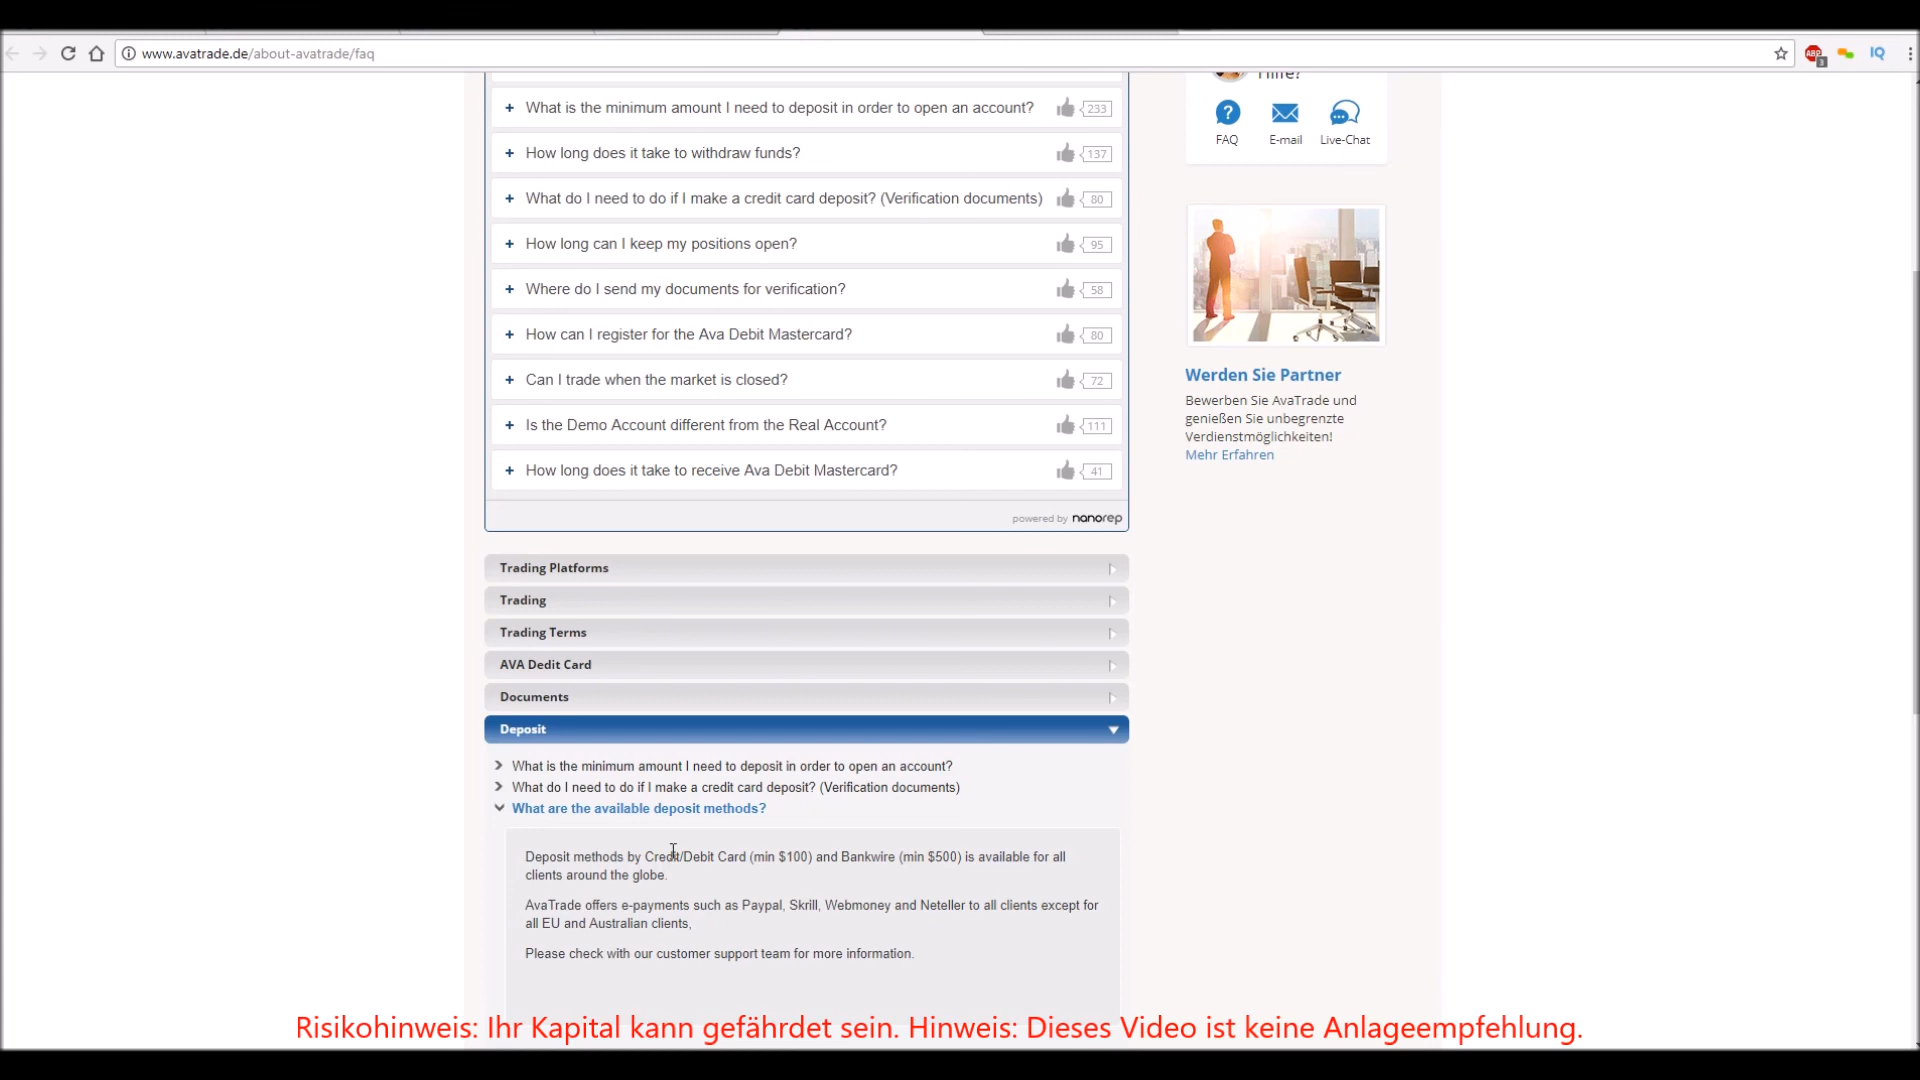 www.avatrade.de/about-avatrade/faq
3
IQ
What is the minimum amount I need to deposit in order to open an account? 233
How long does it take to withdraw funds? 137
What do I need to do if I make a credit card deposit? (Verification documents) 80
How long can I keep my positions open? 95
Where do I send my documents for verification? 58
How can I register for the Ava Debit Mastercard? 80
Can I trade when the market is closed? 72
Is the Demo Account different from the Real Account? 111
How long does it take to receive Ava Debit Mastercard? 41
powered by nanorep
Trading Platforms
Trading
Trading Terms
AVA Dedit Card
Documents
Deposit
What is the minimum amount I need to deposit in order to open an account?
What do I need to do if I make a credit card deposit? (Verification documents)
What are the available deposit methods?
Deposit methods by Credit/Debit Card (min $100) and Bankwire (min $500) is available for all
clients around the globe.
AvaTrade offers e-payments such as Paypal, Skrill, Webmoney and Neteller to all clients except for
all EU and Australian clients,
Please check with our customer support team for more information.
Hilfe?
FAQ E-mail Live-Chat
Werden Sie Partner
Bewerben Sie AvaTrade und
genießen Sie unbegrenzte
Verdienstmöglichkeiten!
Mehr Erfahren
Risikohinweis: Ihr Kapital kann gefährdet sein. Hinweis: Dieses Video ist keine Anlageempfehlung.